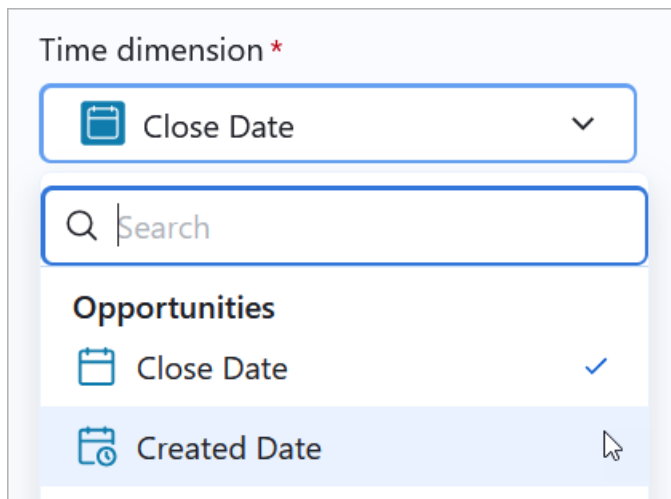 Time dimension *
Close Date
Search
Opportunities
Close Date
Created Date